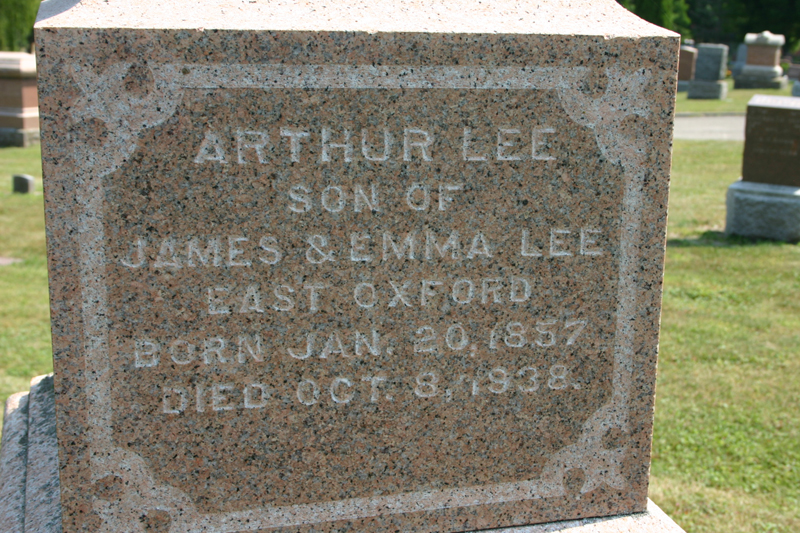 ARTHUR LEE
SON OF
JAMES & EMMA LEE
EAST OXFORD
BORN JAN. 20, 1857
DIED OCT. 8, 1938.